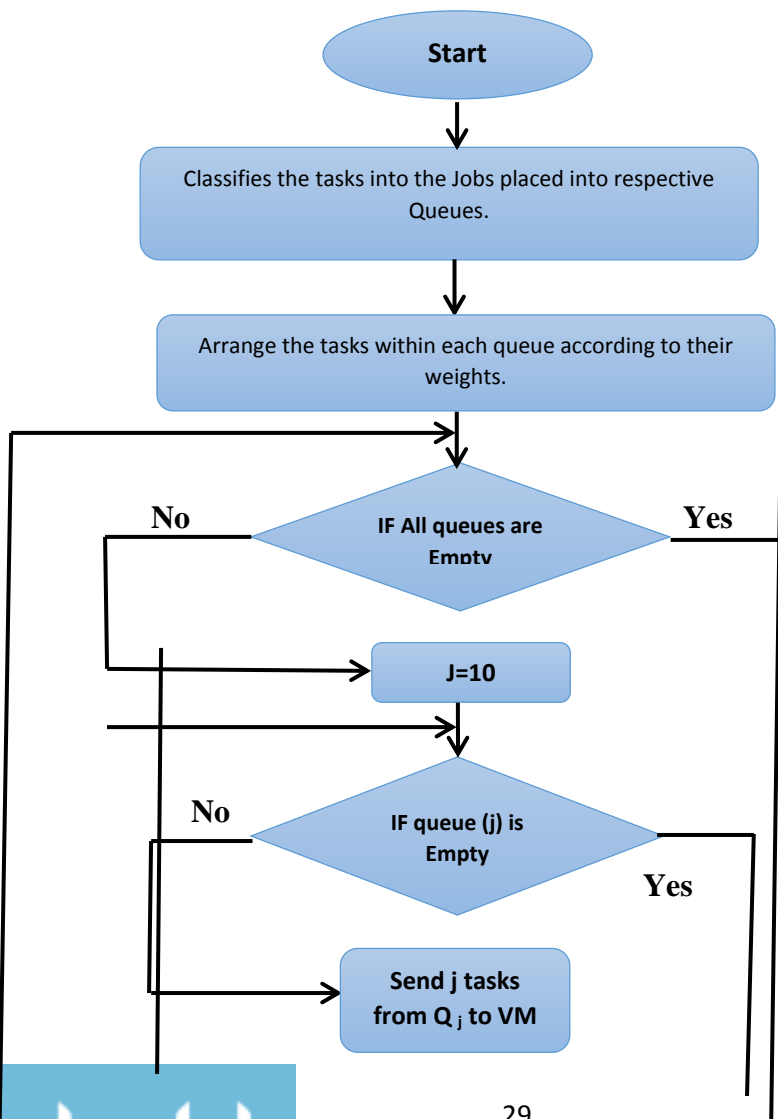 Start
Classifies the tasks into the Jobs placed into respective
Queues.
Arrange the tasks within each queue according to their
weights.
No
IF All queues are
Empty
Yes
J=10
No
IF queue (j) is
Empty
Yes
Send j tasks
from Q j to VM
29